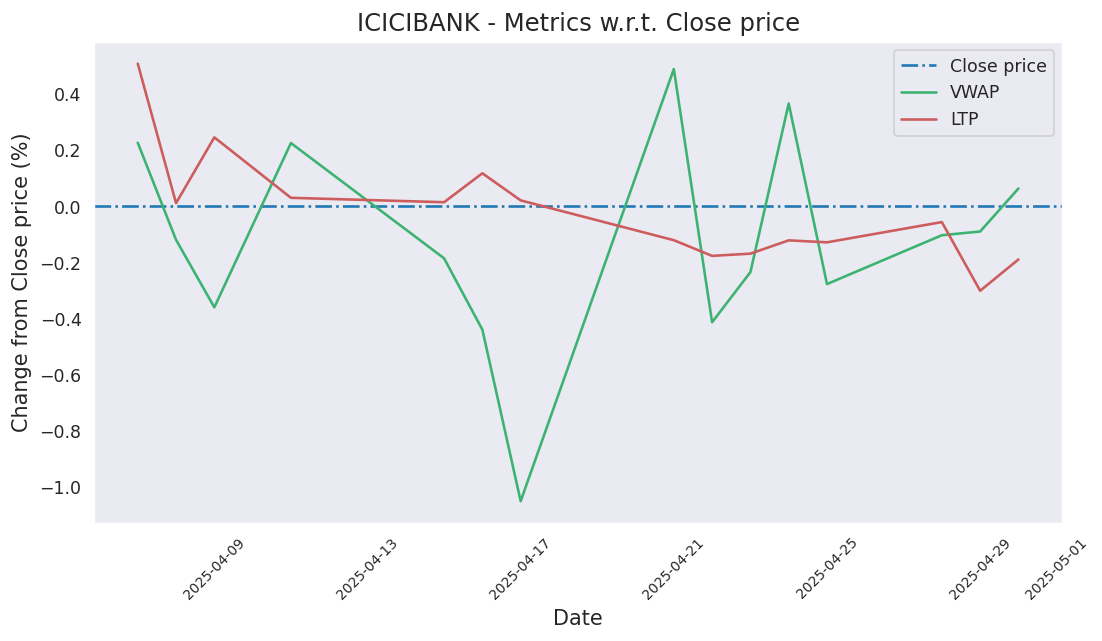 ICICIBANK - Metrics w.r.t. Close price
Close price
VWAP
LTP
Change from Close price (%)
0.4
0.2
0.0
−0.2
−0.4
−0.6
−0.8
−1.0
2025-04-09
2025-04-13
2025-04-17
2025-04-21
2025-04-25
2025-04-29
2025-05-01
Date